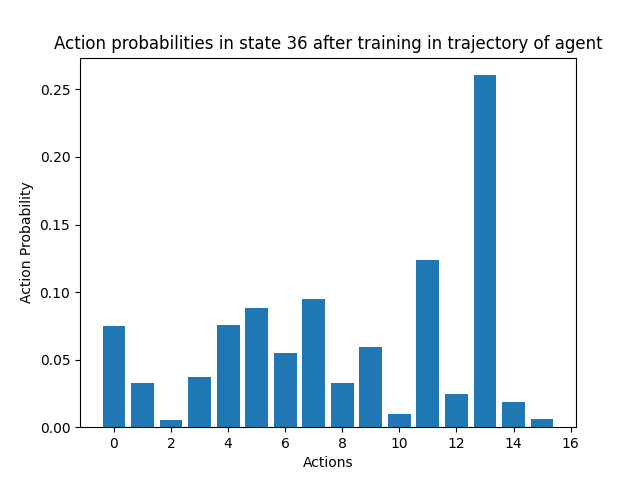 Action probabilities in state 36 after training in trajectory of agent
0.25
0.20
0.15
0.10
0.05
0.00
Action Probability
0 2 4 6 8 10 12 14 16
Actions